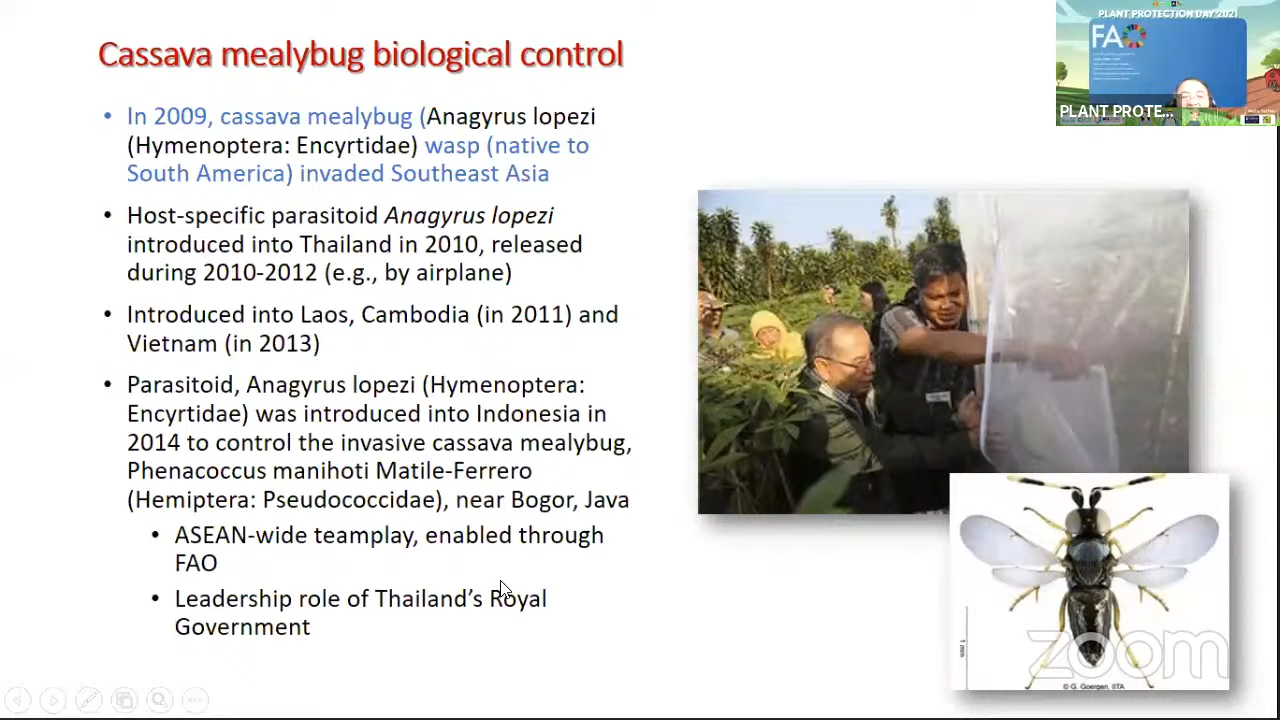 Cassava mealybug biological control
• In 2009, cassava mealybug (Anagyrus lopezi
(Hymenoptera: Encyrtidae) wasp (native to
South America) invaded Southeast Asia
• Host-specific parasitoid Anagyrus lopezi
introduced into Thailand in 2010, released
during 2010-2012 (e.g., by airplane)
• Introduced into Laos, Cambodia (in 2011) and
Vietnam (in 2013)
• Parasitoid, Anagyrus lopezi (Hymenoptera:
Encyrtidae) was introduced into Indonesia in
2014 to control the invasive cassava mealybug,
Phenacoccus manihoti Matile-Ferrero
(Hemiptera: Pseudococcidae), near Bogor, Java
• ASEAN-wide teamplay, enabled through
FAO
• Leadership role of Thailand's Royal
Government
PLANT PROTECTION DAY 2021
FAO
PLANT PROTE...
zoom
© G. Goergen, IITA